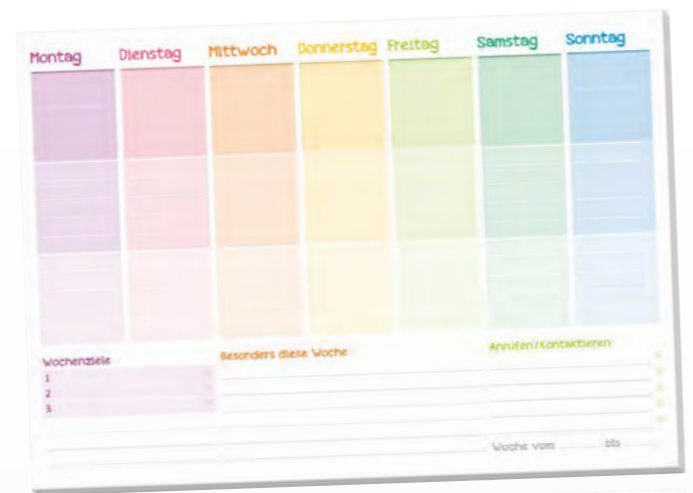 Montag Dienstag Mittwoch Donnerstag Freitag Samstag Sonntag
Wochenziele Besonders diese Woche Anrufen/Kontaktieren
1
2
3
Woche vom bis